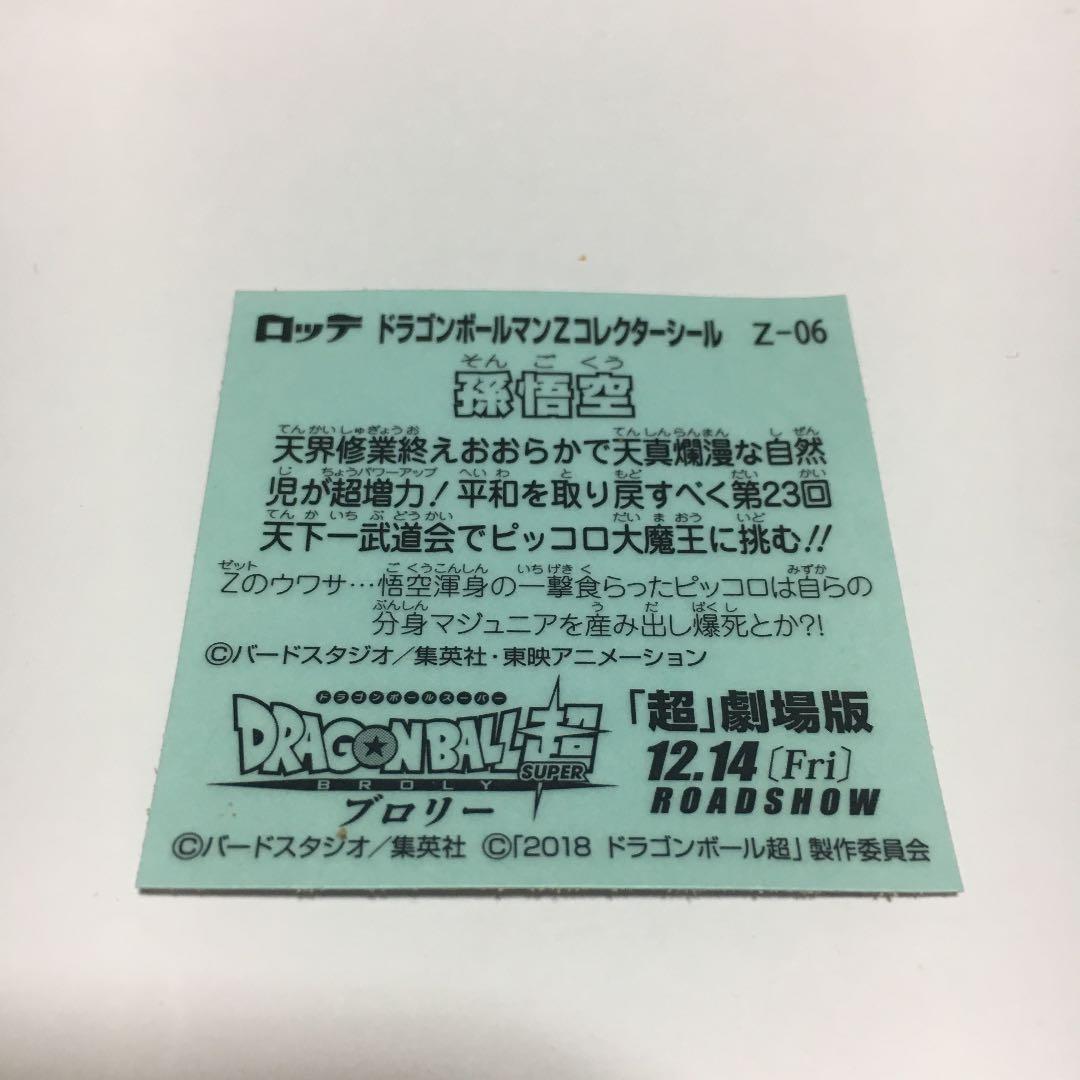 ロッテ ドラゴンボールマンZコレクターシール Z-06
そんごくう
孫悟空
てんかいしゅぎょうお てんしんらんまん しぜん
天界修業終えおおらかで天真爛漫な自然
じ ちょうパワーアップ へいわ と もど だい かい
児が超増力！平和を取り戻すべく第23回
てんかいちぶどうかい だいまおう いど
天下一武道会でピッコロ大魔王に挑む!!
ゼット ごくうこんしん いちげきく みずか
Zのウワサ…悟空渾身の一撃食らったピッコロは自らの
ぶんしん う だ ばくし
分身マジュニアを産み出し爆死とか?!
©バードスタジオ／集英社・東映アニメーション
ドラゴンボールスーパー
DRAGONBALL超
SUPER
BROLY
ブロリー
「超」劇場版
12.14〔Fri〕
ROADSHOW
©バードスタジオ／集英社 ©「2018 ドラゴンボール超」製作委員会